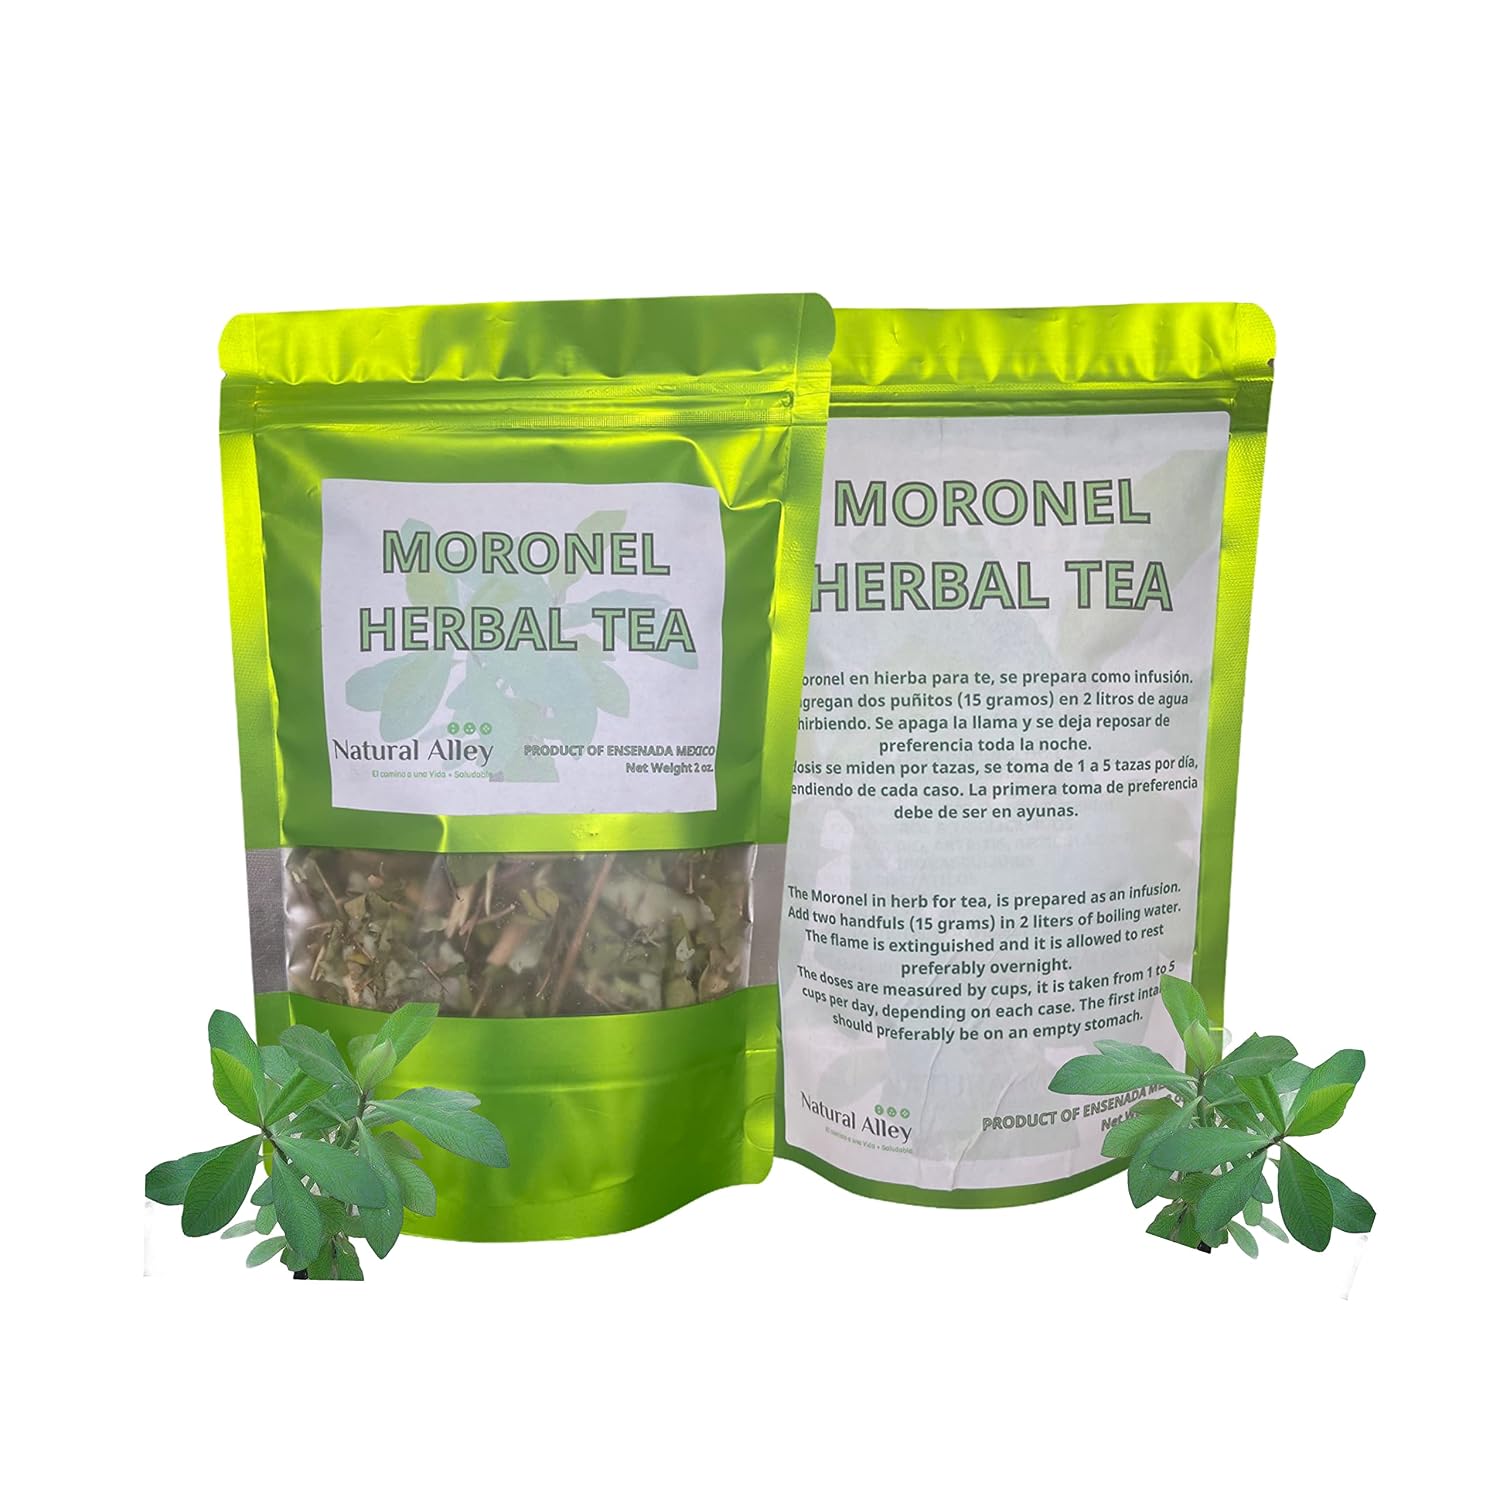 MORONEL
HERBAL TEA
Natural Alley
El camino a una Vida + Saludable
PRODUCT OF ENSENADA MEXICO
Net Weight 2 oz.
MORONEL
HERBAL TEA
oronel en hierba para te, se prepara como infusión.
gregan dos puñitos (15 gramos) en 2 litros de agua
hirbiendo. Se apaga la llama y se deja reposar de
preferencia toda la noche.
dosis se miden por tazas, se toma de 1 a 5 tazas por día,
endiendo de cada caso. La primera toma de preferencia
debe de ser en ayunas.
The Moronel in herb for tea, is prepared as an infusion.
Add two handfuls (15 grams) in 2 liters of boiling water.
The flame is extinguished and it is allowed to rest
preferably overnight.
The doses are measured by cups, it is taken from 1 to 5
cups per day, depending on each case. The first inta
should preferably be on an empty stomach.
Natural Alley
El camino a una Vida + Saludable
PRODUCT OF ENSENADA ME
Net We